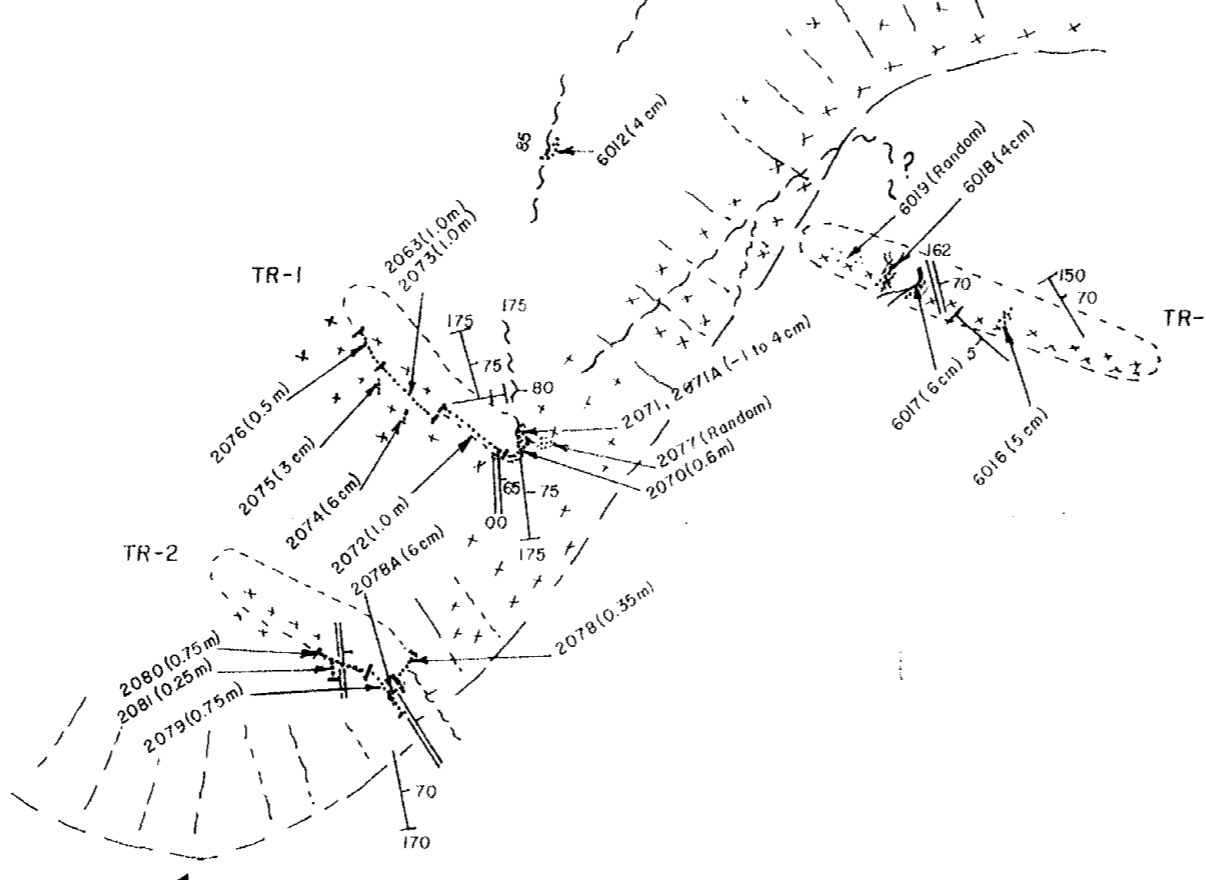 85
6012 (4 cm)
?
6019 (Random)
6018 (4cm)
162
70
150
70
TR-
6017 (6 cm)
6016 (5 cm)
TR-1
2063 (1.0m)
2073 (1.0m)
175
175
75
80
2071, 2071A (-1 to 4cm)
2077 (Random)
2070 (0.6m)
2076 (0.5 m)
2075 (3 cm)
2074 (6cm)
2072 (1.0 m)
65
75
00
175
TR-2
2078A (6cm)
2078 (0.35m)
2080 (0.75m)
2081 (0.25m)
2079 (0.75m)
70
170